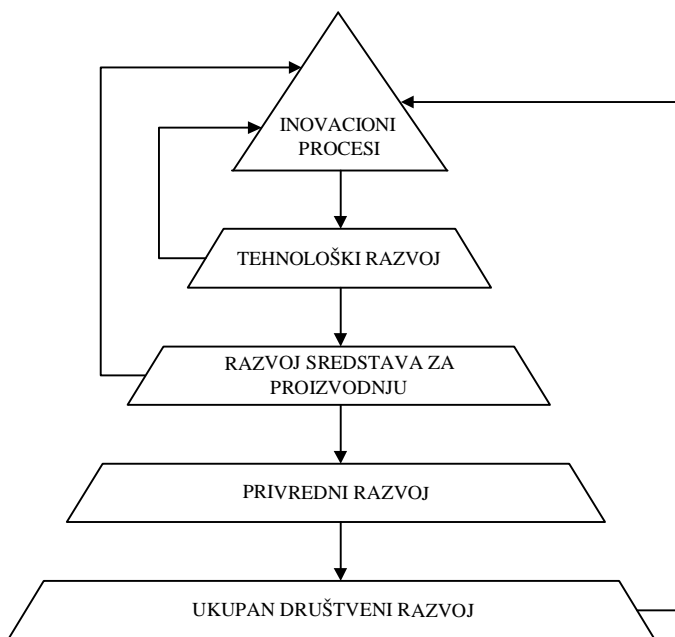 INOVACIONI
PROCESI
TEHNOLOŠKI RAZVOJ
RAZVOJ SREDSTAVA ZA
PROIZVODNJU
PRIVREDNI RAZVOJ
UKUPAN DRUŠTVENI RAZVOJ